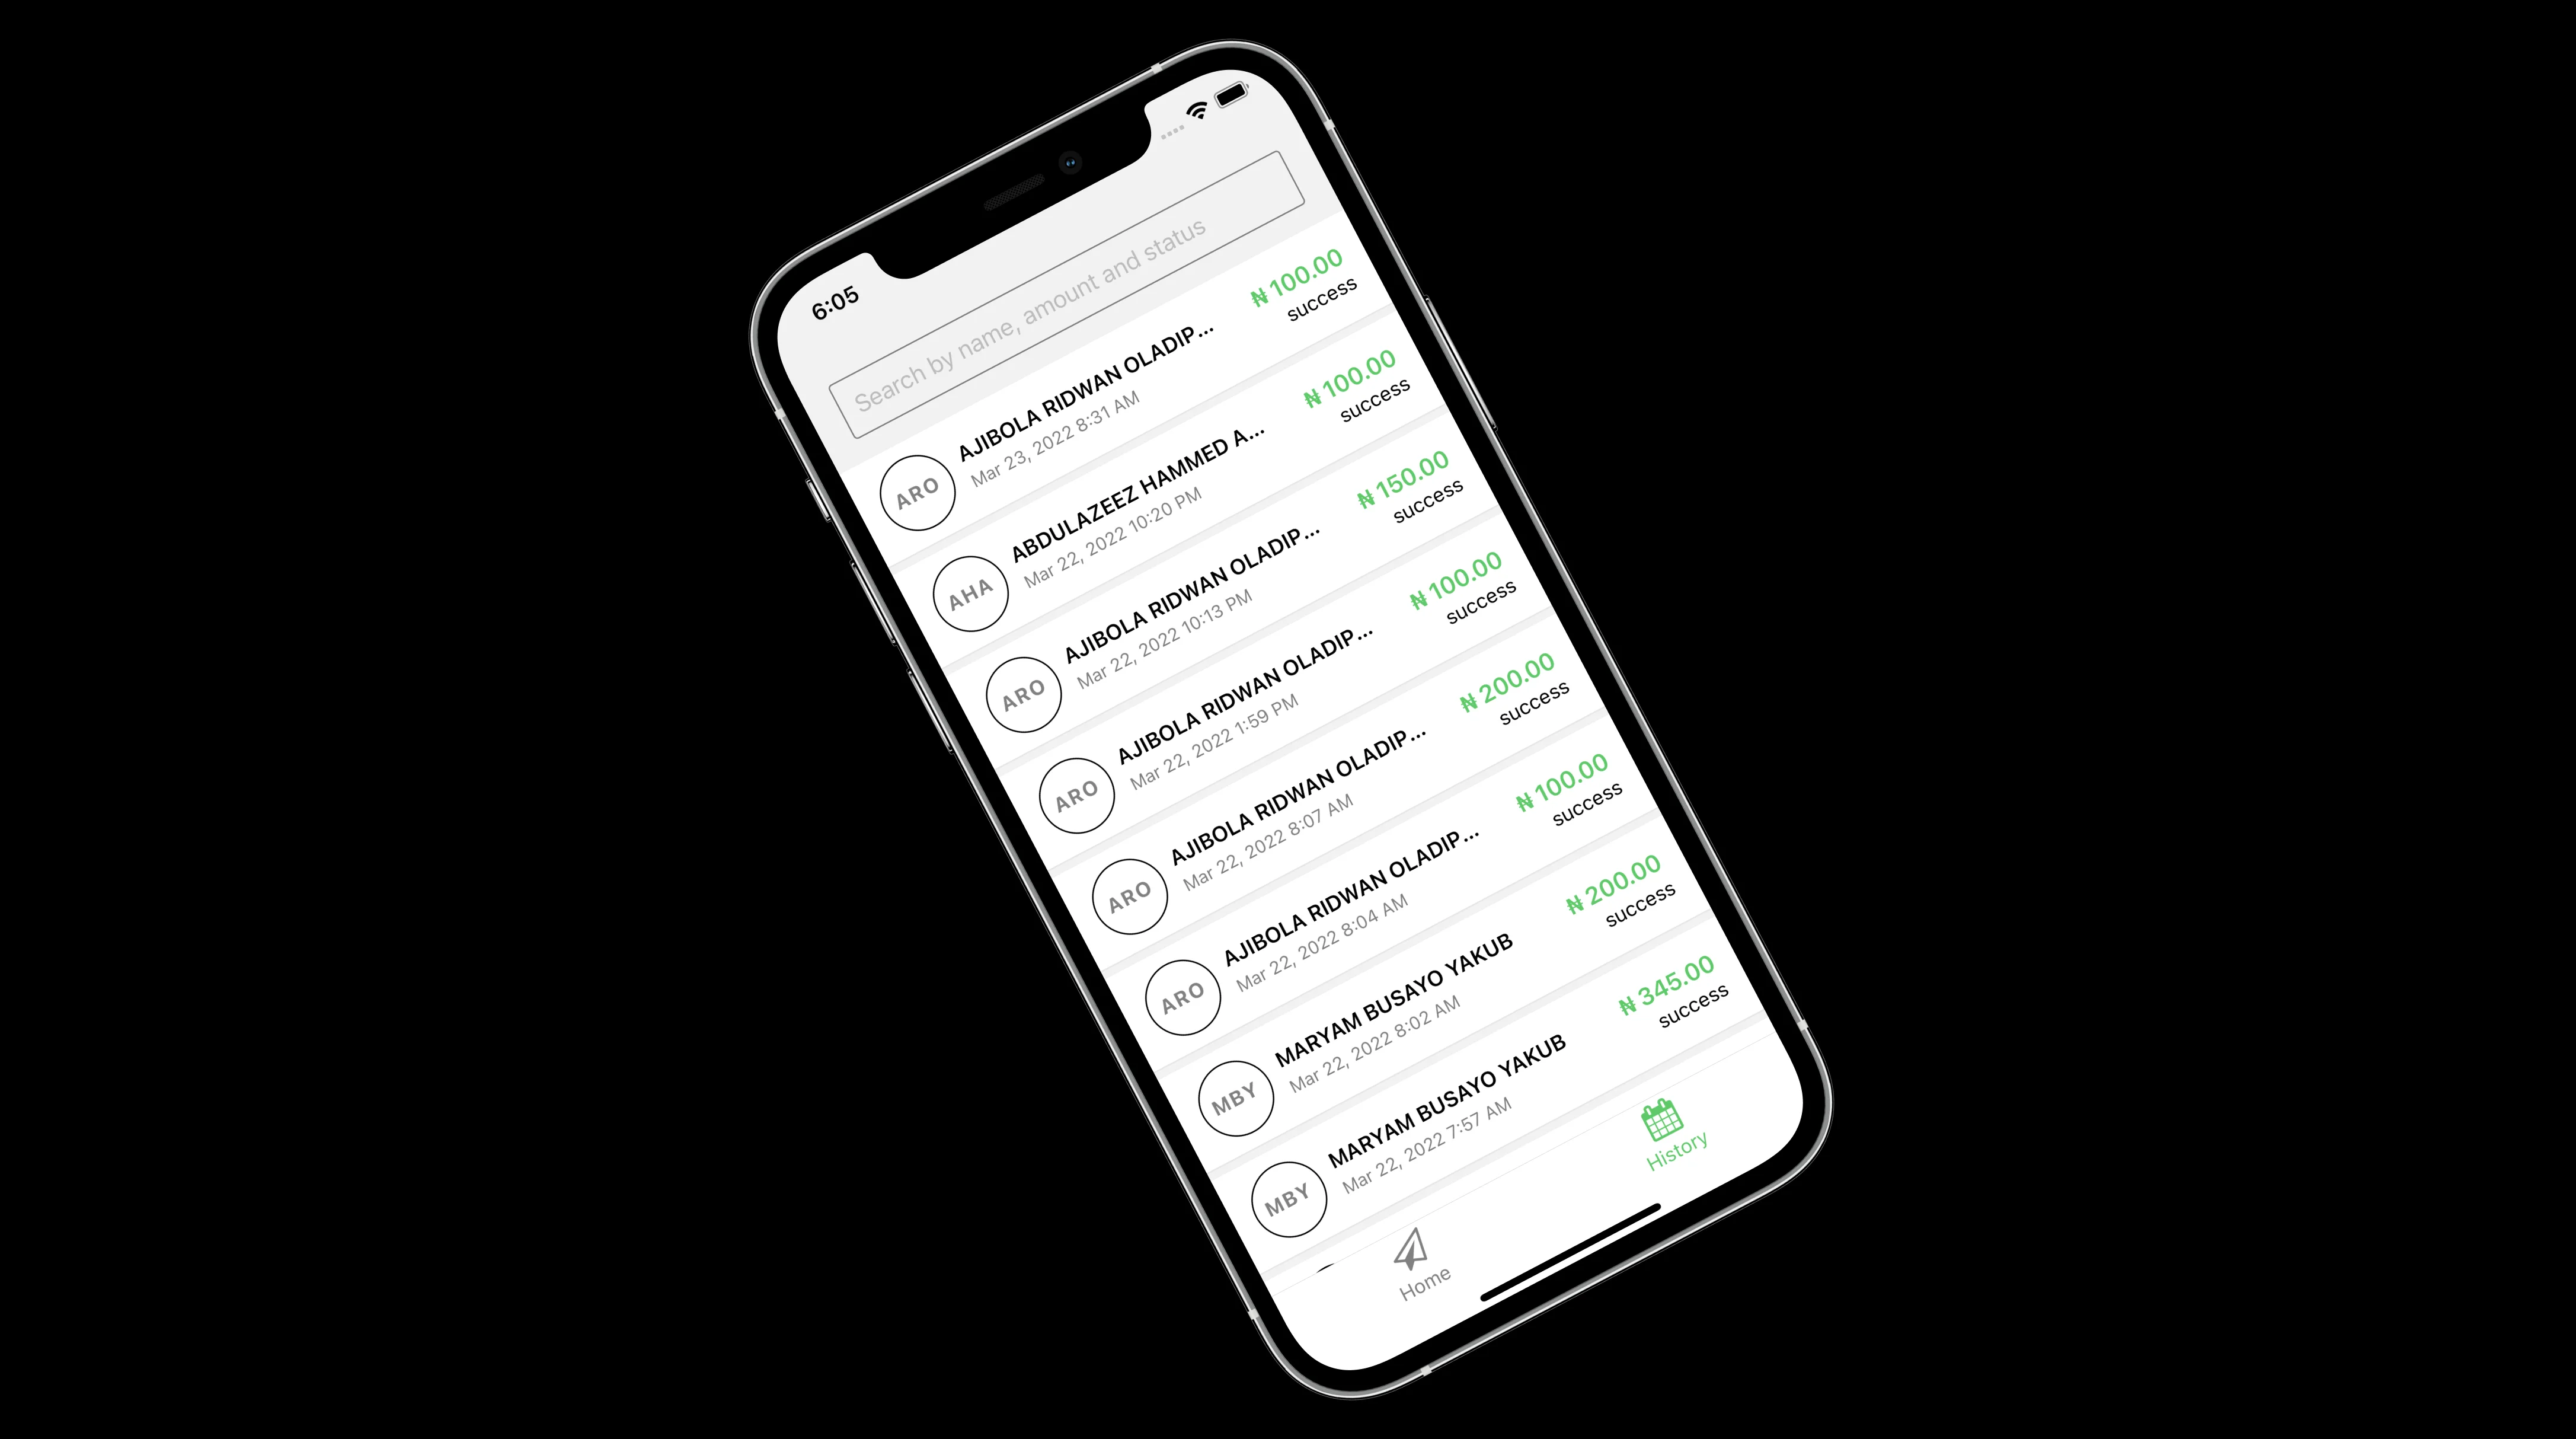 6:05
Search by name, amount and status
ARO
AJIBOLA RIDWAN OLADIP...
Mar 23, 2022 8:31 AM
₦ 100.00
success
AHA
ABDULAZEEZ HAMMED A...
Mar 22, 2022 10:20 PM
₦ 100.00
success
ARO
AJIBOLA RIDWAN OLADIP...
Mar 22, 2022 10:13 PM
₦ 150.00
success
ARO
AJIBOLA RIDWAN OLADIP...
Mar 22, 2022 1:59 PM
₦ 100.00
success
ARO
AJIBOLA RIDWAN OLADIP...
Mar 22, 2022 8:07 AM
₦ 200.00
success
ARO
AJIBOLA RIDWAN OLADIP...
Mar 22, 2022 8:04 AM
₦ 100.00
success
MBY
MARYAM BUSAYO YAKUB
Mar 22, 2022 8:02 AM
₦ 200.00
success
MBY
MARYAM BUSAYO YAKUB
Mar 22, 2022 7:57 AM
₦ 345.00
success
Home
History